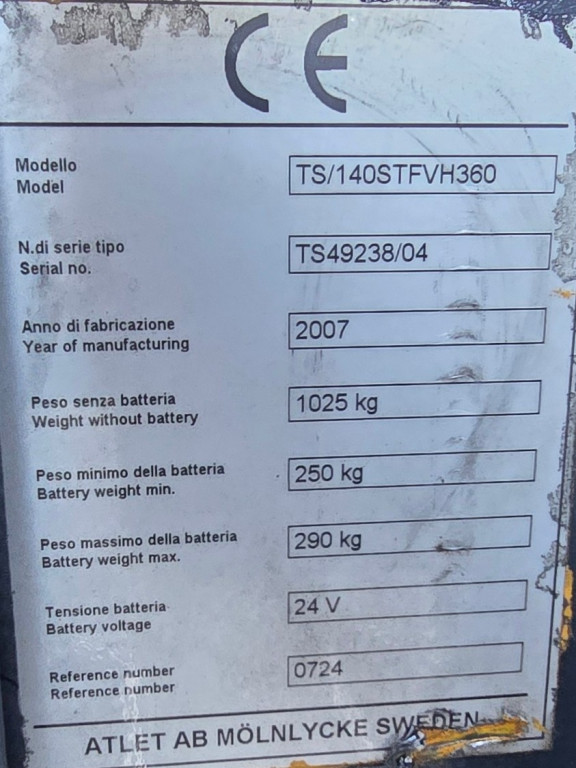 CE
Modello
Model
TS/140STFVH360
N.di serie tipo
Serial no.
TS49238/04
Anno di fabricazione
Year of manufacturing
2007
Peso senza batteria
Weight without battery
1025 kg
Peso minimo della batteria
Battery weight min.
250 kg
Peso massimo della batteria
Battery weight max.
290 kg
Tensione batteria
Battery voltage
24 V
Reference number
Reference number
0724
ATLET AB MÖLNLYCKE SWEDEN